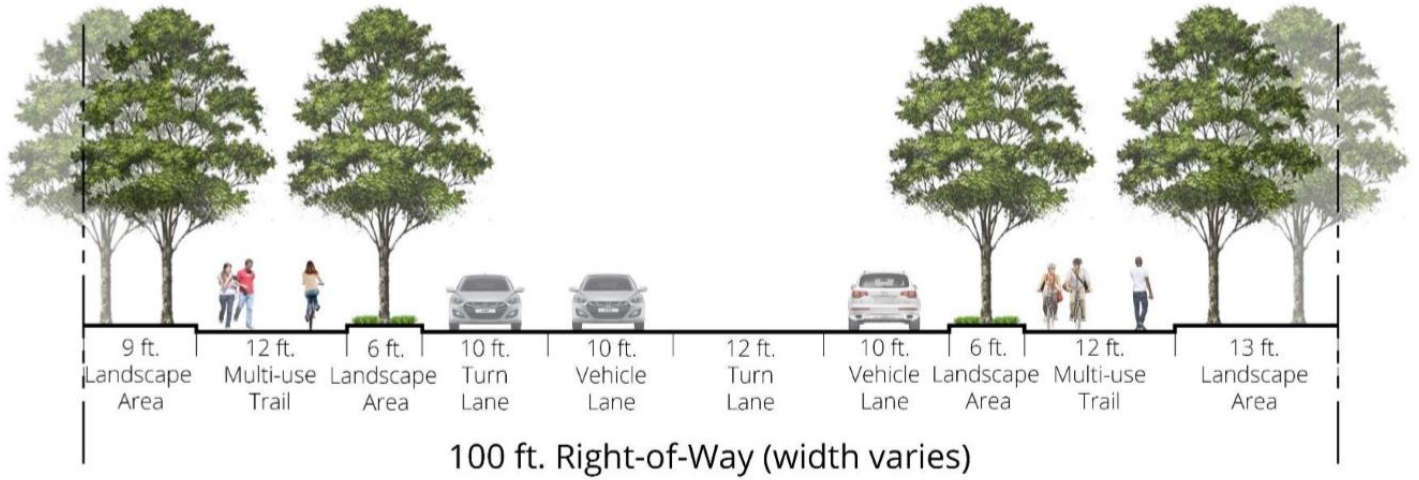 9 ft.
Landscape
Area
12 ft.
Multi-use
Trail
6 ft.
Landscape
Area
10 ft.
Turn
Lane
10 ft.
Vehicle
Lane
12 ft.
Turn
Lane
10 ft.
Vehicle
Lane
6 ft.
Landscape
Area
12 ft.
Multi-use
Trail
13 ft.
Landscape
Area
100 ft. Right-of-Way (width varies)